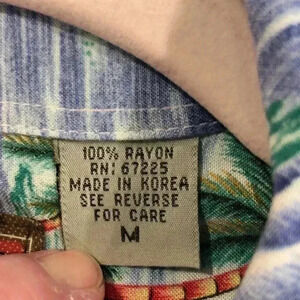 100% RAYON
RN: 67225
MADE IN KOREA
SEE REVERSE
FOR CARE
M